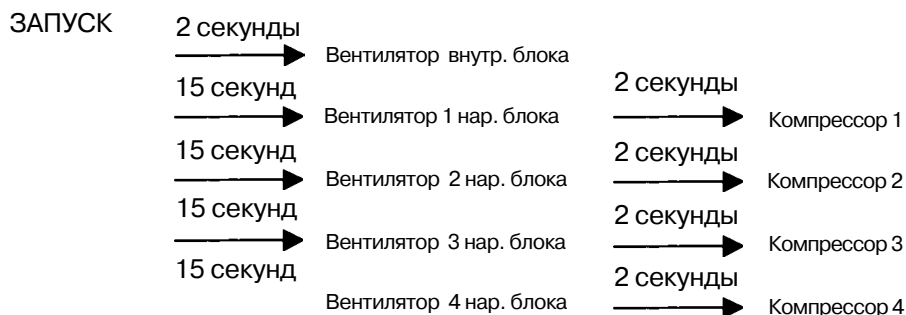 ЗАПУСК 2 секунды
Вентилятор внутр. блока
15 секунд 2 секунды
Вентилятор 1 нар. блока Компрессор 1
15 секунд 2 секунды
Вентилятор 2 нар. блока Компрессор 2
15 секунд 2 секунды
Вентилятор 3 нар. блока Компрессор 3
15 секунд 2 секунды
Вентилятор 4 нар. блока Компрессор 4